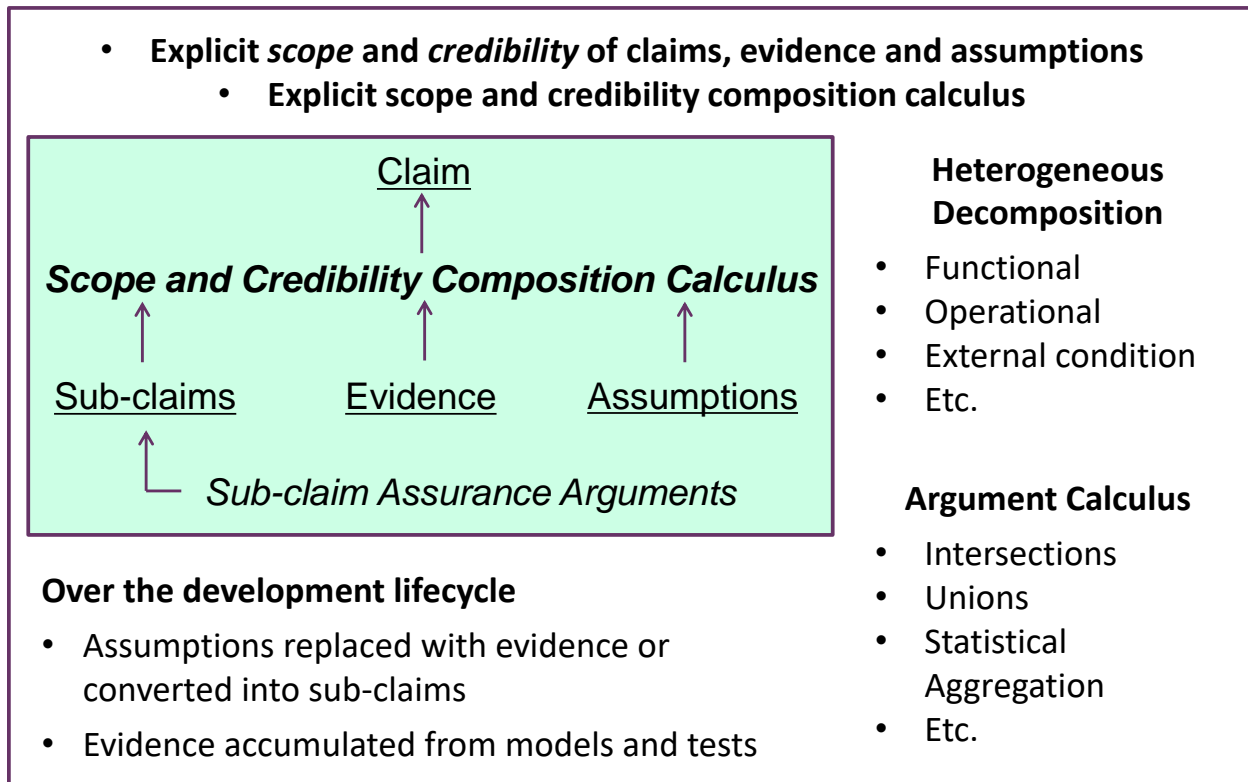 • Explicit scope and credibility of claims, evidence and assumptions
• Explicit scope and credibility composition calculus
Claim
Scope and Credibility Composition Calculus
Sub-claims Evidence Assumptions
Sub-claim Assurance Arguments
Heterogeneous
Decomposition
• Functional
• Operational
• External condition
• Etc.
Argument Calculus
• Intersections
• Unions
• Statistical
Aggregation
• Etc.
Over the development lifecycle
• Assumptions replaced with evidence or
converted into sub-claims
• Evidence accumulated from models and tests